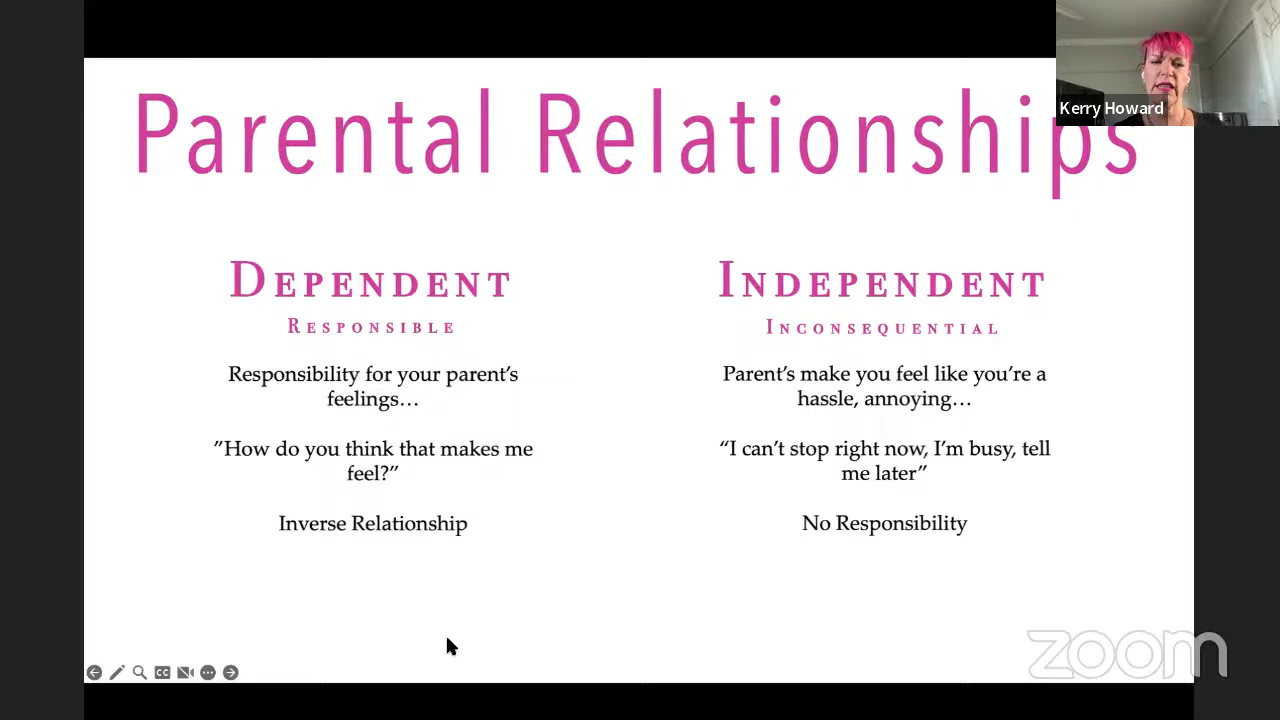 Parental Relationships
Kerry Howard
DEPENDENT
RESPONSIBLE
Responsibility for your parent’s
feelings…
”How do you think that makes me
feel?”
Inverse Relationship
INDEPENDENT
INCONSEQUENTIAL
Parent’s make you feel like you’re a
hassle, annoying…
“I can’t stop right now, I’m busy, tell
me later”
No Responsibility
CC
zoom